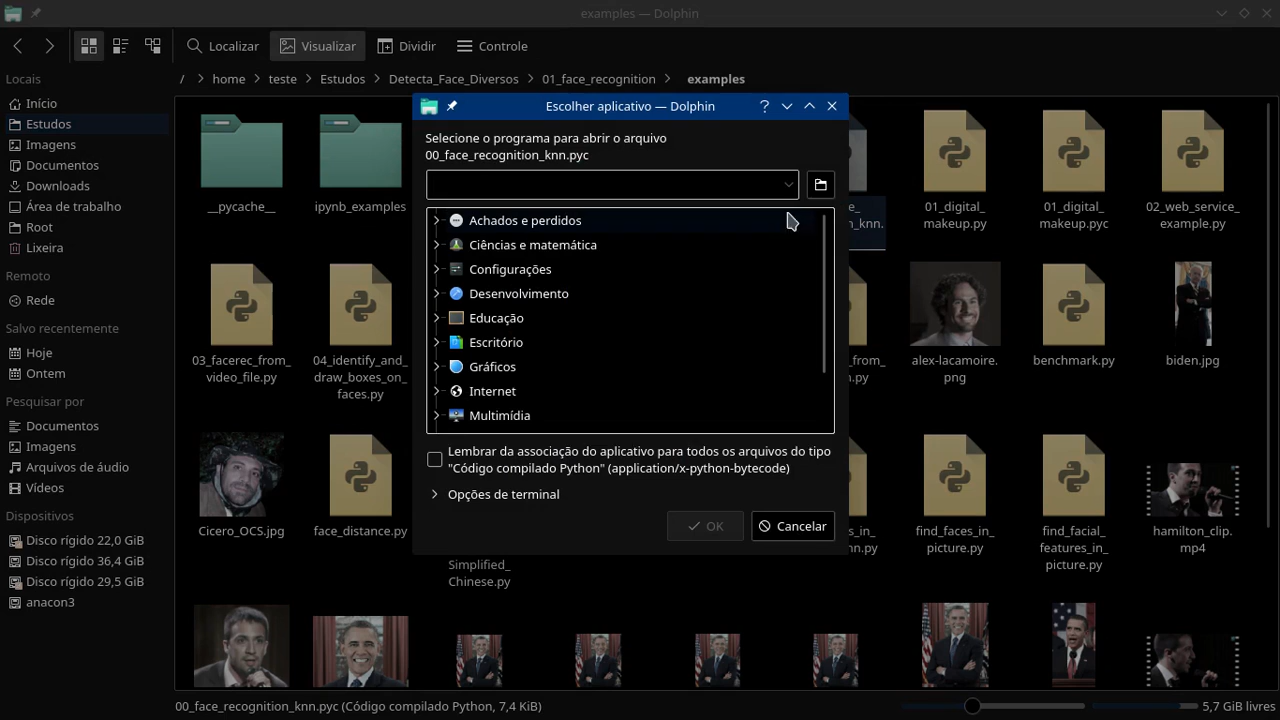 examples — Dolphin
Localizar
Visualizar
Dividir
Controle
Locais
/ > home > teste > Estudos > Detecta_Face_Diversos > 01_face_recognition > examples
Início
Estudos
Imagens
Documentos
Downloads
Área de trabalho
Root
Lixeira
Remoto
Rede
Salvo recentemente
Hoje
Ontem
Pesquisar por
Documentos
Imagens
Arquivos de áudio
Vídeos
Dispositivos
Disco rígido 22,0 GiB
Disco rígido 36,4 GiB
Disco rígido 29,5 GiB
anacon3
__pycache__
ipynb_examples
01_digital_
makeup.py
01_digital_
makeup.pyc
02_web_service_
example.py
03_facerec_from_
video_file.py
04_identify_and_
draw_boxes_on_
faces.py
alex-lacamoire.
png
benchmark.py
biden.jpg
Cicero_OCS.jpg
face_distance.py
Simplified_
Chinese.py
find_faces_in_
picture.py
find_facial_
features_in_
picture.py
hamilton_clip.
mp4
Escolher aplicativo — Dolphin
Selecione o programa para abrir o arquivo
00_face_recognition_knn.pyc
Achados e perdidos
Ciências e matemática
Configurações
Desenvolvimento
Educação
Escritório
Gráficos
Internet
Multimídia
Lembrar da associação do aplicativo para todos os arquivos do tipo
"Código compilado Python" (application/x-python-bytecode)
Opções de terminal
OK
Cancelar
00_face_recognition_knn.pyc (Código compilado Python, 7,4 KiB)
5,7 GiB livres